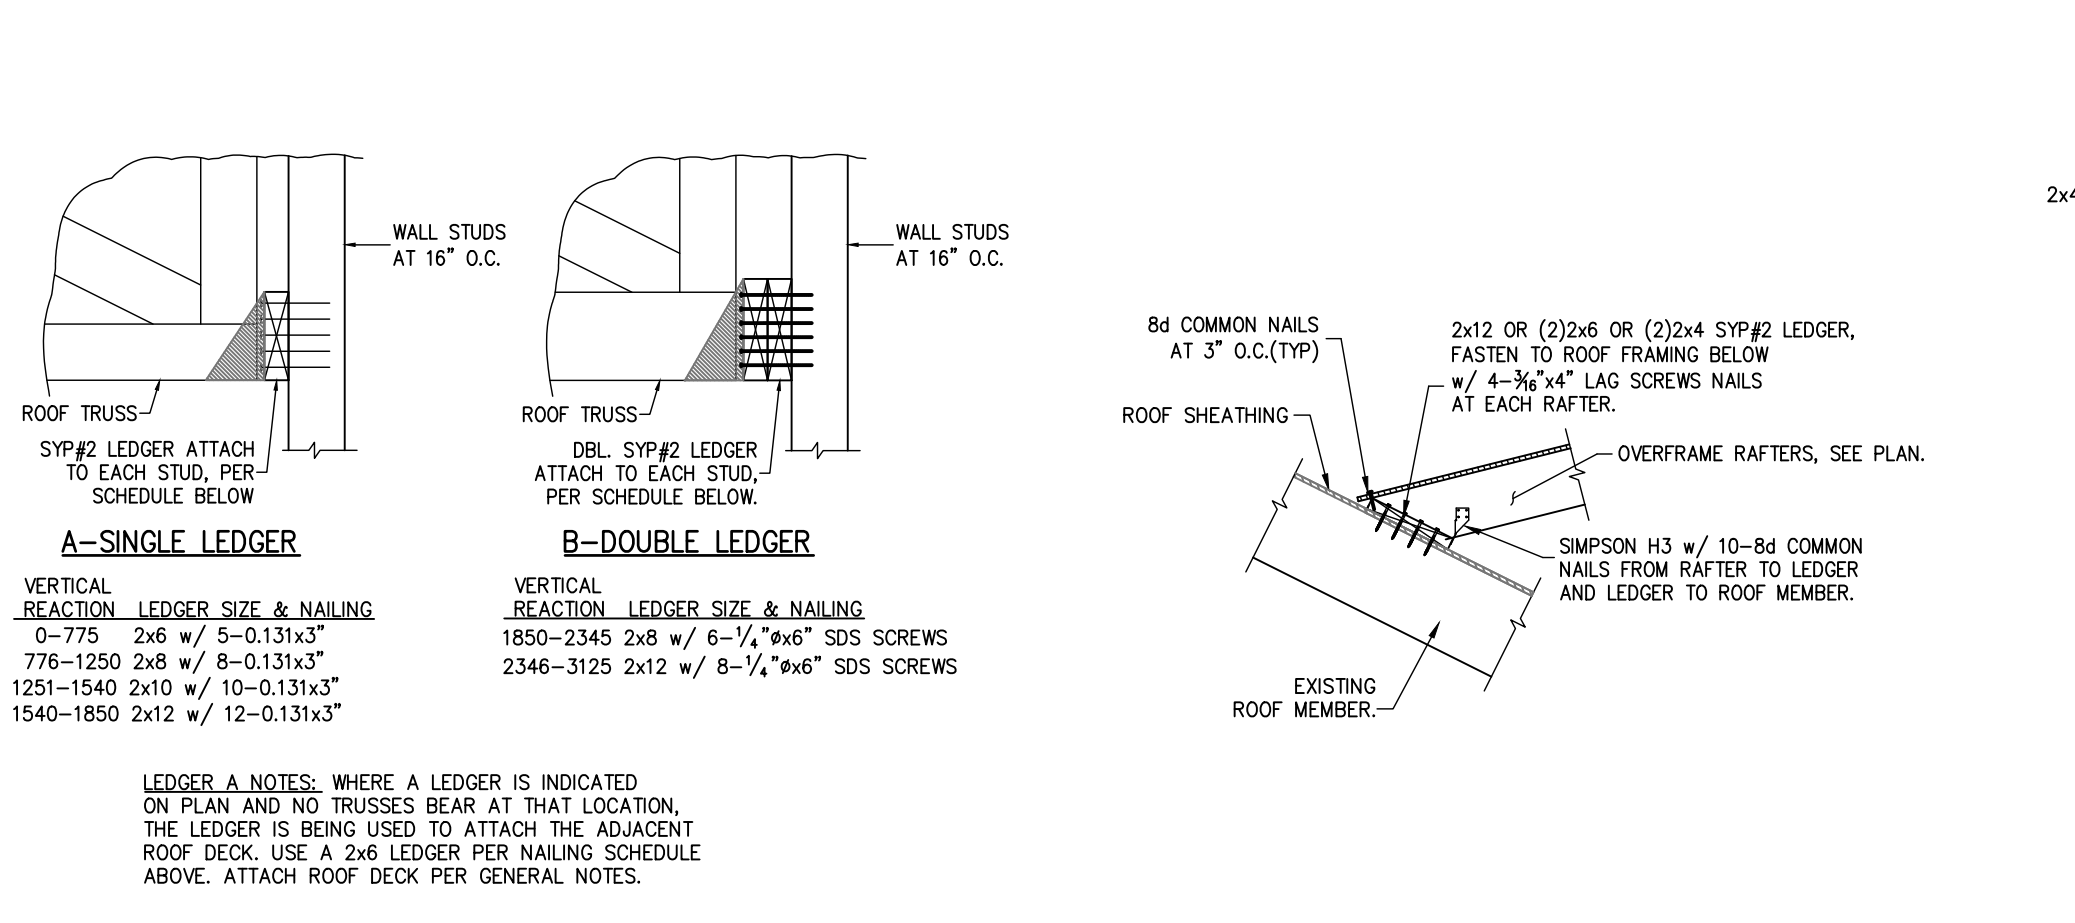 WALL STUDS
AT 16" O.C.
ROOF TRUSS
SYP#2 LEDGER ATTACH
TO EACH STUD, PER
SCHEDULE BELOW
A-SINGLE LEDGER
VERTICAL
REACTION LEDGER SIZE & NAILING
0-775 2x6 w/ 5-0.131x3"
776-1250 2x8 w/ 8-0.131x3"
1251-1540 2x10 w/ 10-0.131x3"
1540-1850 2x12 w/ 12-0.131x3"
WALL STUDS
AT 16" O.C.
ROOF TRUSS
DBL. SYP#2 LEDGER
ATTACH TO EACH STUD,
PER SCHEDULE BELOW.
B-DOUBLE LEDGER
VERTICAL
REACTION LEDGER SIZE & NAILING
1850-2345 2x8 w/ 6-1/4"øx6" SDS SCREWS
2346-3125 2x12 w/ 8-1/4"øx6" SDS SCREWS
LEDGER A NOTES: WHERE A LEDGER IS INDICATED
ON PLAN AND NO TRUSSES BEAR AT THAT LOCATION,
THE LEDGER IS BEING USED TO ATTACH THE ADJACENT
ROOF DECK. USE A 2x6 LEDGER PER NAILING SCHEDULE
ABOVE. ATTACH ROOF DECK PER GENERAL NOTES.
8d COMMON NAILS
AT 3" O.C.(TYP)
ROOF SHEATHING
2x12 OR (2)2x6 OR (2)2x4 SYP#2 LEDGER,
FASTEN TO ROOF FRAMING BELOW
w/ 4-3/16"x4" LAG SCREWS NAILS
AT EACH RAFTER.
OVERFRAME RAFTERS, SEE PLAN.
SIMPSON H3 w/ 10-8d COMMON
NAILS FROM RAFTER TO LEDGER
AND LEDGER TO ROOF MEMBER.
EXISTING
ROOF MEMBER.
2x4